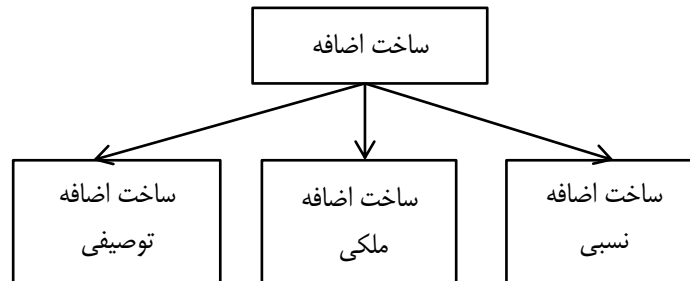 ساخت اضافه
ساخت اضافه
نسبی
ساخت اضافه
ملکی
ساخت اضافه
توصیفی